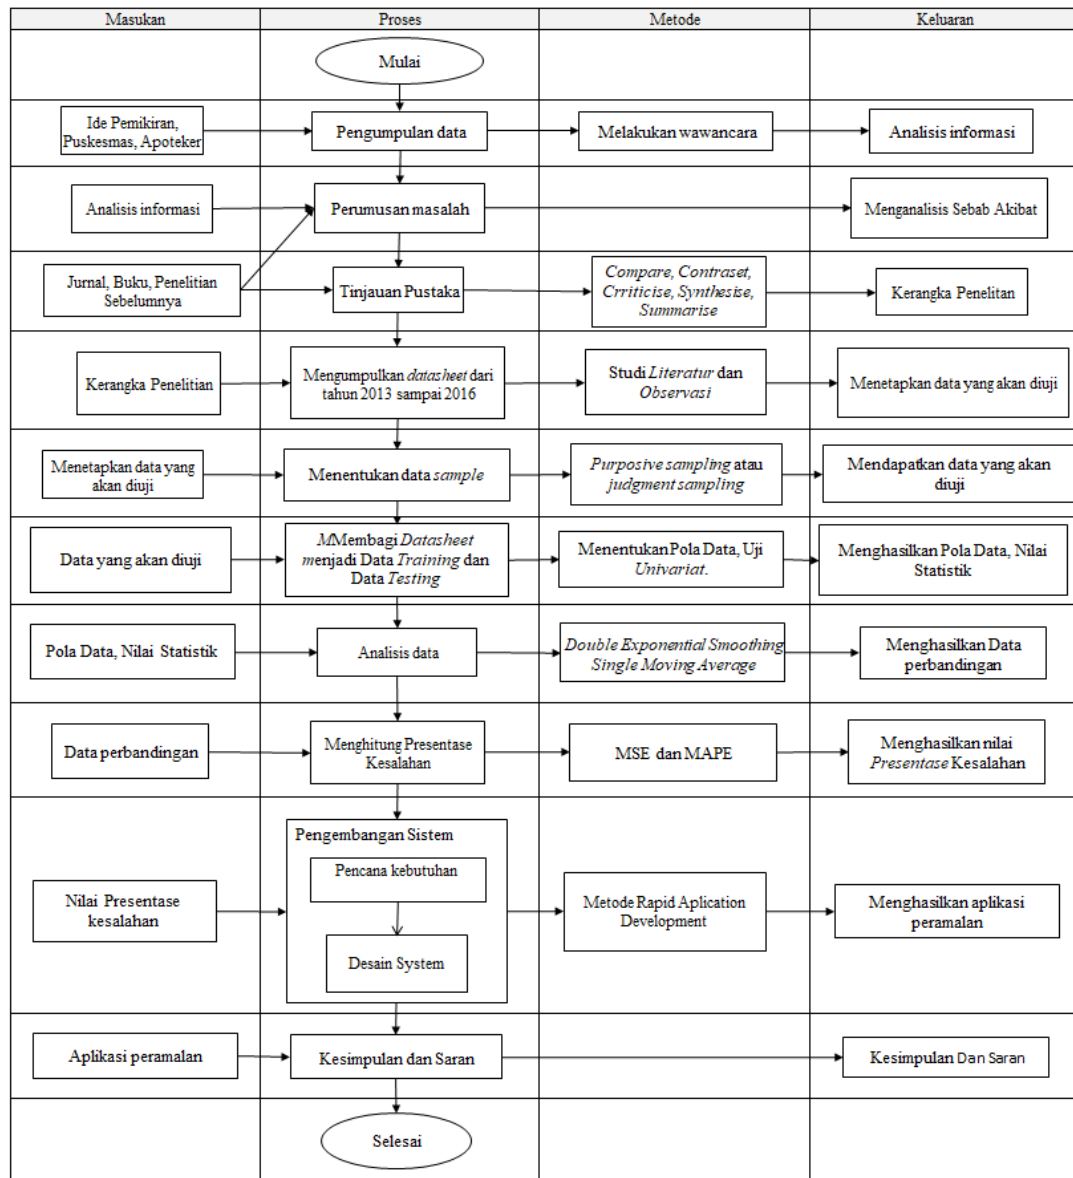 Masukan
Proses
Metode
Keluaran
Mulai
Ide Pemikiran,
Puskesmas, Apoteker
Pengumpulan data
Melakukan wawancara
Analisis informasi
Analisis informasi
Perumusan masalah
Menganalisis Sebab Akibat
Jurnal, Buku, Penelitian
Sebelumnya
Tinjauan Pustaka
Compare, Contraset,
Crriticise, Synthesise,
Summarise
Kerangka Penelitan
Kerangka Penelitian
Mengumpulkan datasheet dari
tahun 2013 sampai 2016
Studi Literatur dan
Observasi
Menetapkan data yang akan diuji
Menetapkan data yang
akan diuji
Menentukan data sample
Purposive sampling atau
judgment sampling
Mendapatkan data yang akan
diuji
Data yang akan diuji
MMembagi Datasheet
menjadi Data Training dan
Data Testing
Menentukan Pola Data, Uji
Univariat.
Menghasilkan Pola Data, Nilai
Statistik
Pola Data, Nilai Statistik
Analisis data
Double Exponential Smoothing
Single Moving Average
Menghasilkan Data
perbandingan
Data perbandingan
Menghitung Presentase
Kesalahan
MSE dan MAPE
Menghasilkan nilai
Presentase Kesalahan
Nilai Presentase
kesalahan
Pengembangan Sistem
Pencana kebutuhan
Desain System
Metode Rapid Aplication
Development
Menghasilkan aplikasi
peramalan
Aplikasi peramalan
Kesimpulan dan Saran
Kesimpulan Dan Saran
Selesai